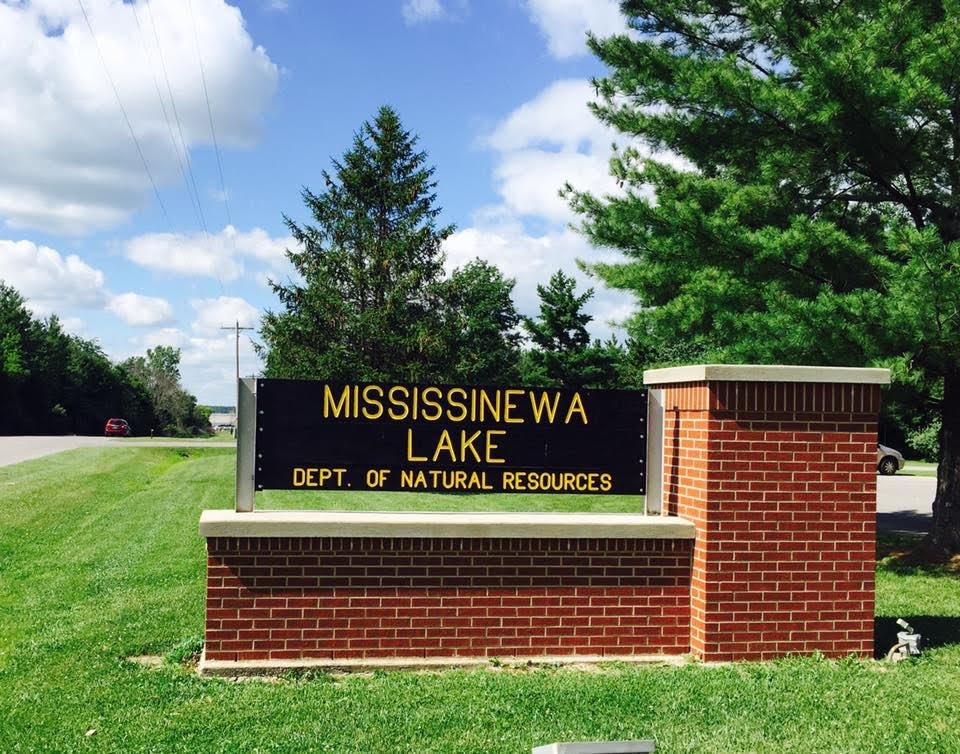 MISSISSINEWA
LAKE
DEPT. OF NATURAL RESOURCES